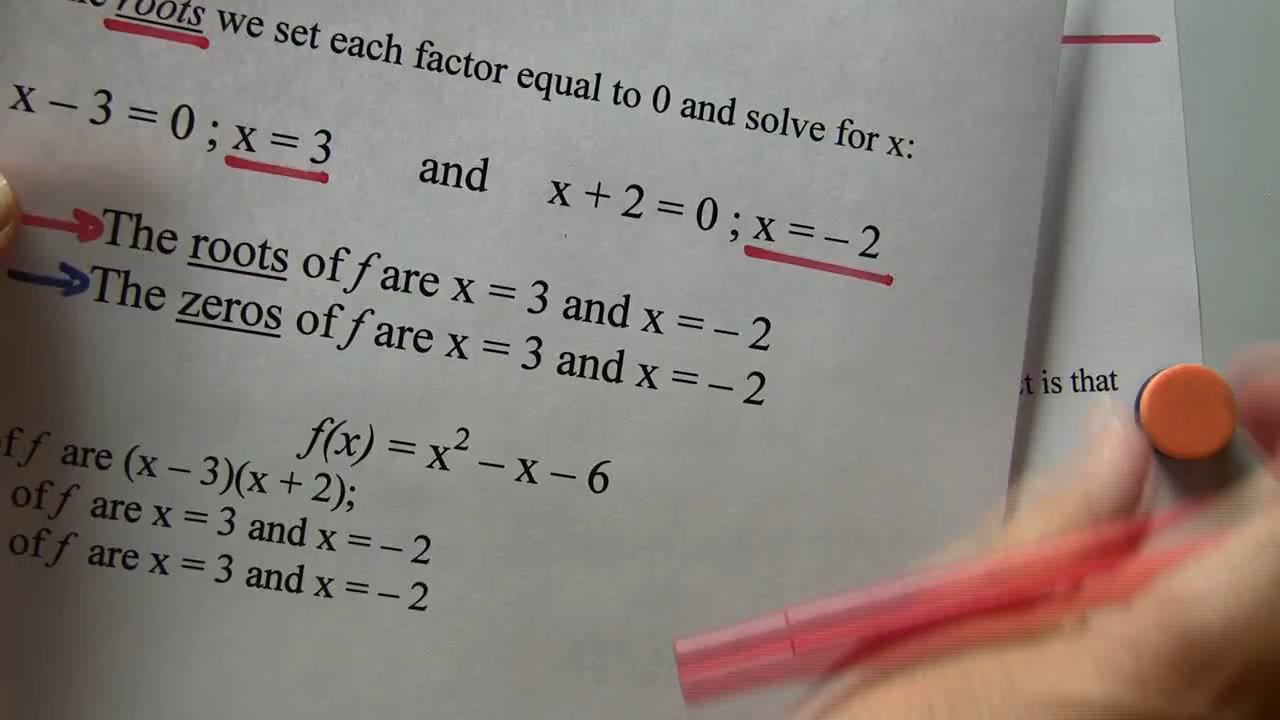 roots we set each factor equal to 0 and solve for x:
x – 3 = 0 ; x = 3 and x + 2 = 0 ; x = – 2
The roots of f are x = 3 and x = – 2
The zeros of f are x = 3 and x = – 2
t is that
f(x) = x² – x – 6
of f are (x – 3)(x + 2);
of f are x = 3 and x = – 2
of f are x = 3 and x = – 2